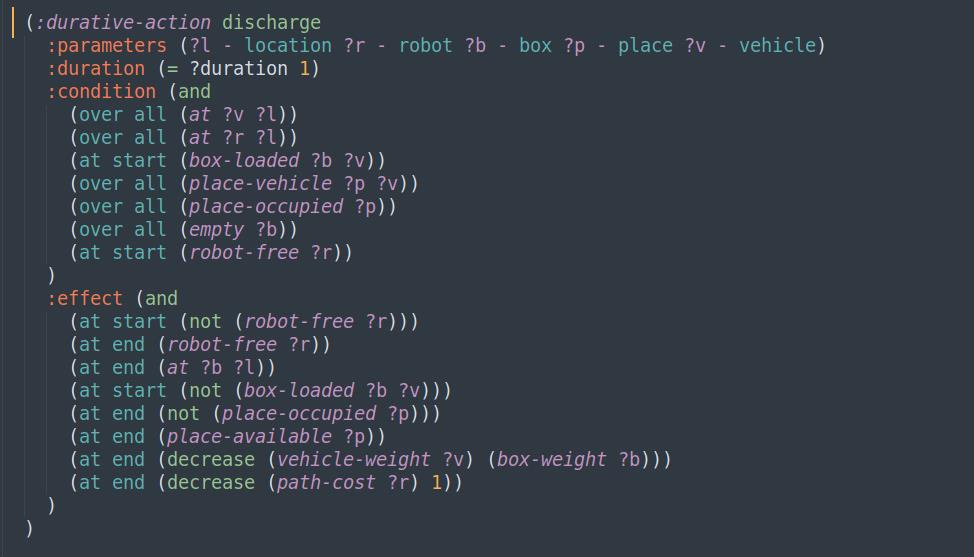 (:durative-action discharge
  :parameters (?l - location ?r - robot ?b - box ?p - place ?v - vehicle)
  :duration (= ?duration 1)
  :condition (and
    (over all (at ?v ?l))
    (over all (at ?r ?l))
    (at start (box-loaded ?b ?v))
    (over all (place-vehicle ?p ?v))
    (over all (place-occupied ?p))
    (over all (empty ?b))
    (at start (robot-free ?r))
  )
  :effect (and
    (at start (not (robot-free ?r)))
    (at end (robot-free ?r))
    (at end (at ?b ?l))
    (at start (not (box-loaded ?b ?v)))
    (at end (not (place-occupied ?p)))
    (at end (place-available ?p))
    (at end (decrease (vehicle-weight ?v) (box-weight ?b)))
    (at end (decrease (path-cost ?r) 1))
  )
)